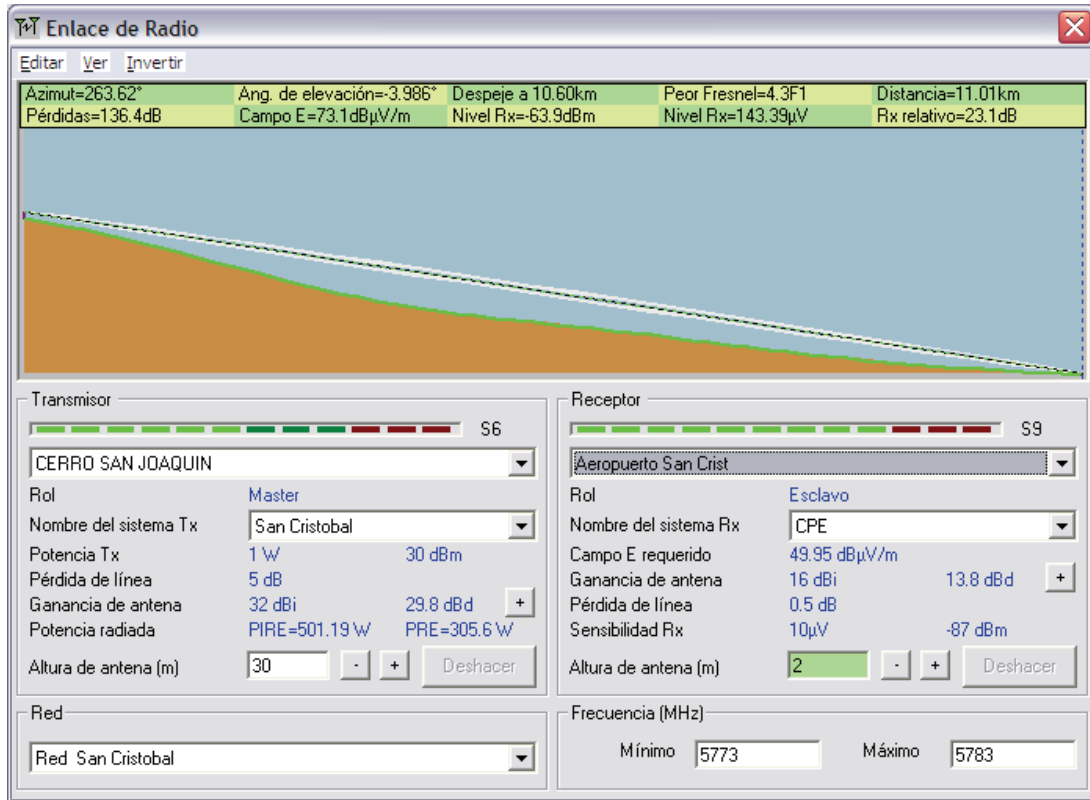 Enlace de Radio
Editar Ver Invertir
Azimut=263.62° Ang. de elevación=-3.986° Despeje a 10.60km Peor Fresnel=4.3F1 Distancia=11.01km
Pérdidas=136.4dB Campo E=73.1dBµV/m Nivel Rx=-63.9dBm Nivel Rx=143.39µV Rx relativo=23.1dB
Transmisor
S6
CERRO SAN JOAQUIN
Rol Master
Nombre del sistema Tx San Cristobal
Potencia Tx 1 W 30 dBm
Pérdida de línea 5 dB
Ganancia de antena 32 dBi 29.8 dBd +
Potencia radiada PIRE=501.19 W PRE=305.6 W
Altura de antena (m) 30 - + Deshacer
Red
Red San Cristobal
Receptor
S9
Aeropuerto San Crist
Rol Esclavo
Nombre del sistema Rx CPE
Campo E requerido 49.95 dBµV/m
Ganancia de antena 16 dBi 13.8 dBd +
Pérdida de línea 0.5 dB
Sensibilidad Rx 10µV -87 dBm
Altura de antena (m) 2 - + Deshacer
Frecuencia (MHz)
Mínimo 5773 Máximo 5783